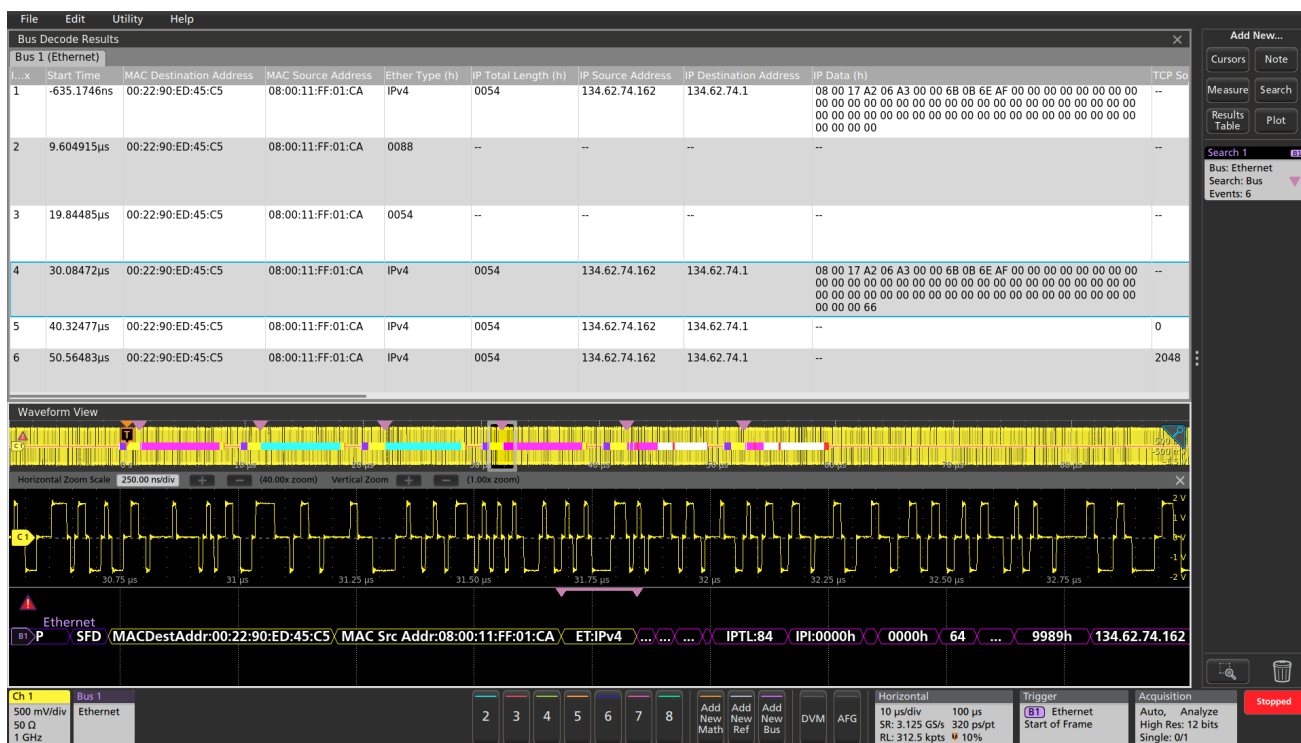 File Edit Utility Help
Bus Decode Results
Bus 1 (Ethernet)
I...x Start Time MAC Destination Address MAC Source Address Ether Type (h) IP Total Length (h) IP Source Address IP Destination Address IP Data (h) TCP So
1 -635.1746ns 00:22:90:ED:45:C5 08:00:11:FF:01:CA IPv4 0054 134.62.74.162 134.62.74.1 08 00 17 A2 06 A3 00 00 6B 0B 6E AF 00 00 00 00 00 00 00 00 --
00 00 00 00 00 00 00 00 00 00 00 00 00 00 00 00 00 00 00 00
00 00 00 00 00 00 00 00 00 00 00 00 00 00 00 00 00 00 00 00
00 00 00 00
2 9.604915µs 00:22:90:ED:45:C5 08:00:11:FF:01:CA 0088 -- -- -- -- --
3 19.84485µs 00:22:90:ED:45:C5 08:00:11:FF:01:CA 0054 -- -- -- -- --
4 30.08472µs 00:22:90:ED:45:C5 08:00:11:FF:01:CA IPv4 0054 134.62.74.162 134.62.74.1 08 00 17 A2 06 A3 00 00 6B 0B 6E AF 00 00 00 00 00 00 00 00 --
00 00 00 00 00 00 00 00 00 00 00 00 00 00 00 00 00 00 00 00
00 00 00 00 00 00 00 00 00 00 00 00 00 00 00 00 00 00 00 00
00 00 00 66
5 40.32477µs 00:22:90:ED:45:C5 08:00:11:FF:01:CA IPv4 0054 134.62.74.162 134.62.74.1 -- 0
6 50.56483µs 00:22:90:ED:45:C5 08:00:11:FF:01:CA IPv4 0054 134.62.74.162 134.62.74.1 -- 2048
Add New...
Cursors Note
Measure Search
Results Table Plot
Search 1 B1
Bus: Ethernet
Search: Bus
Events: 6
Waveform View
T
C1
Horizontal Zoom Scale 250.00 ns/div + - (40.00x zoom) Vertical Zoom + - (1.00x zoom)
2 V
1 V
C 1 0 V
-1 V
-2 V
30.75 µs 31 µs 31.25 µs 31.50 µs 31.75 µs 32 µs 32.25 µs 32.50 µs 32.75 µs
Ethernet
B1 P SFD MACDestAddr:00:22:90:ED:45:C5 MAC Src Addr:08:00:11:FF:01:CA ET:IPv4 ... ... ... IPTL:84 IPI:0000h 0000h 64 ... 9989h 134.62.74.162
Ch 1
500 mV/div
50 Ω
1 GHz
Bus 1
Ethernet
2 3 4 5 6 7 8
Add New Math
Add New Ref
Add New Bus
DVM AFG
Horizontal
10 µs/div 100 µs
SR: 3.125 GS/s 320 ps/pt
RL: 312.5 kpts 10%
Trigger
B1 Ethernet
Start of Frame
Acquisition
Auto, Analyze
High Res: 12 bits
Single: 0/1
Stopped